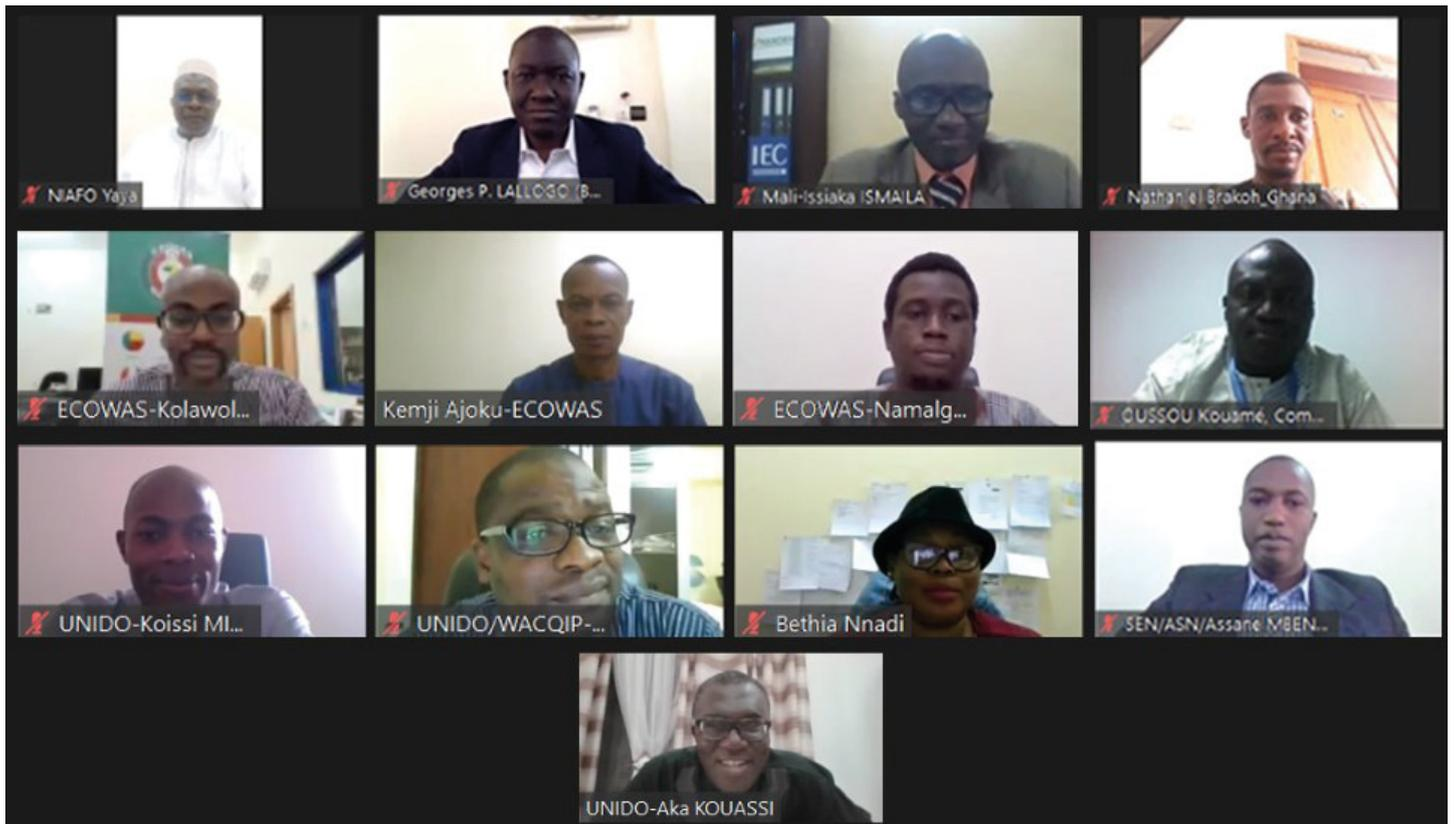 NIAFO Yaya
Georges P. LALLOGO (B...
IEC
Mali-Issiaka ISMAILA
Nathaniel Brakoh_Ghana
ECOWAS-Kolawol...
Kemji Ajoku-ECOWAS
ECOWAS-Namalg...
OUSSOU Kouamé, Com...
UNIDO-Koissi MI...
UNIDO/WACQIP-...
Bethia Nnadi
SEN/ASN/Assane MBEN...
UNIDO-Aka KOUASSI